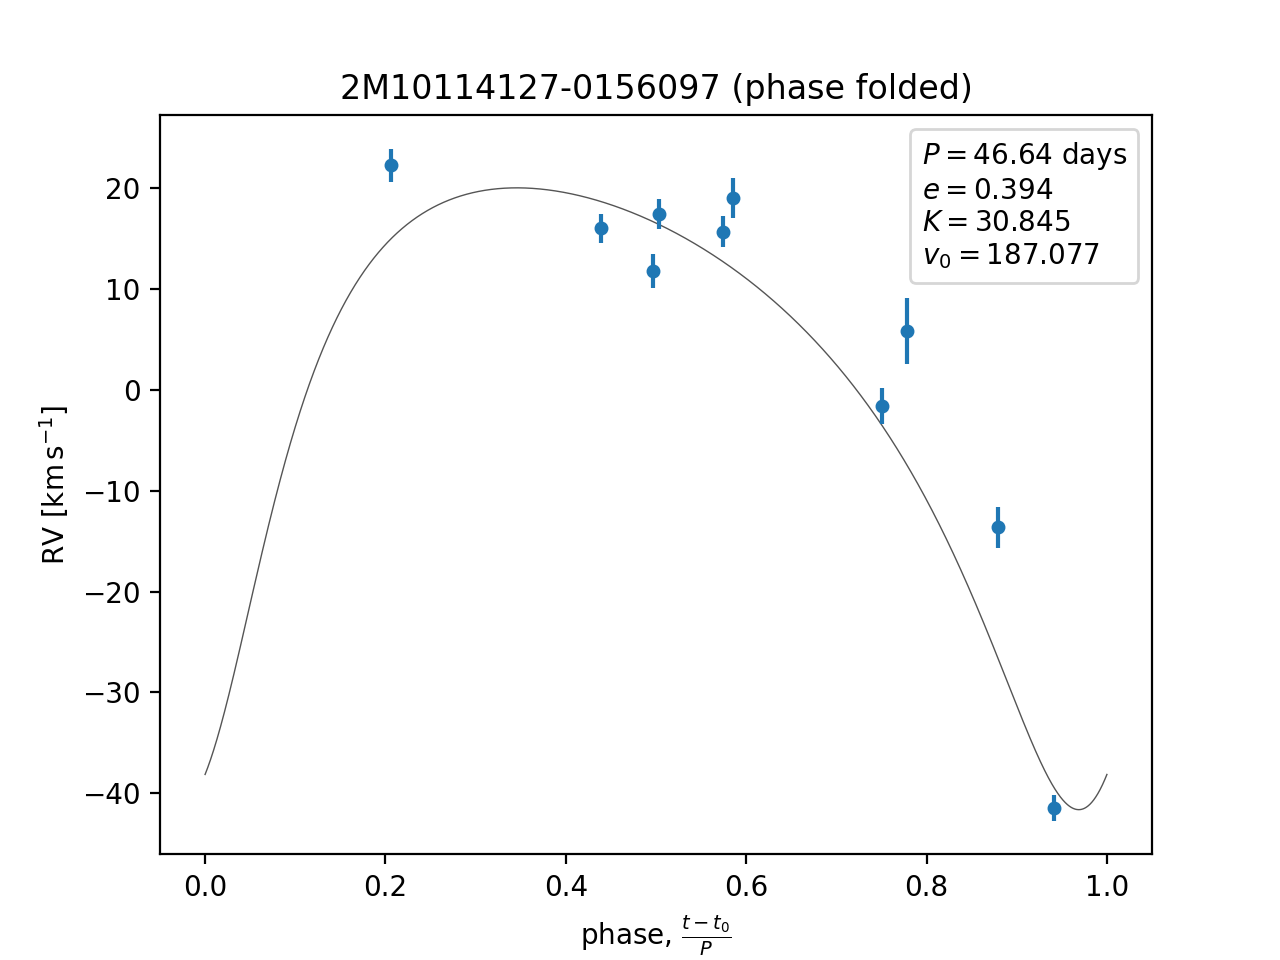 2M10114127-0156097 (phase folded)
P = 46.64 days
e = 0.394
K = 30.845
v₀ = 187.077
20
10
0
−10
−20
−30
−40
RV [km s⁻¹]
0.0 0.2 0.4 0.6 0.8 1.0
phase, (t − t₀)/P